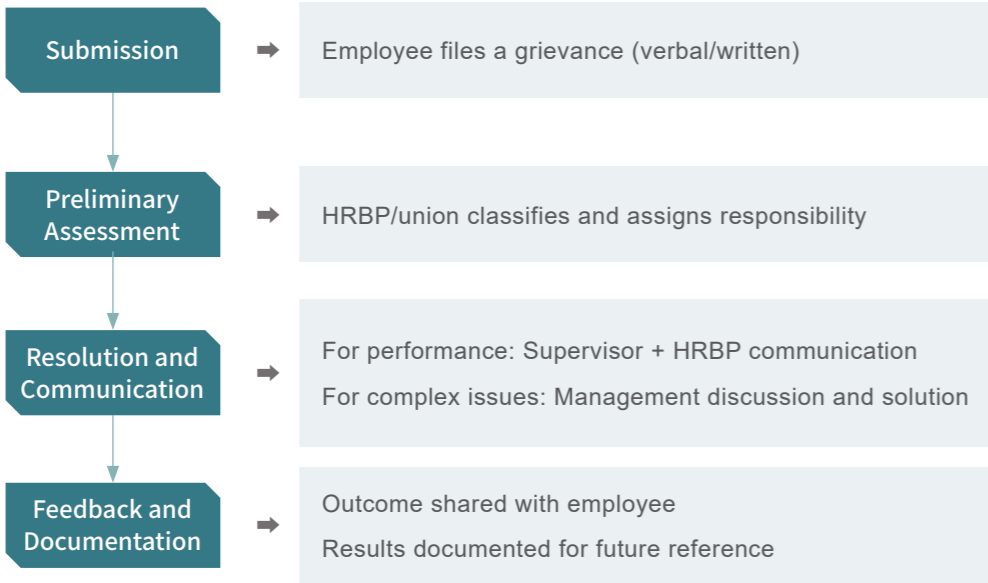 Submission
Employee files a grievance (verbal/written)
Preliminary
Assessment
HRBP/union classifies and assigns responsibility
Resolution and
Communication
For performance: Supervisor + HRBP communication
For complex issues: Management discussion and solution
Feedback and
Documentation
Outcome shared with employee
Results documented for future reference